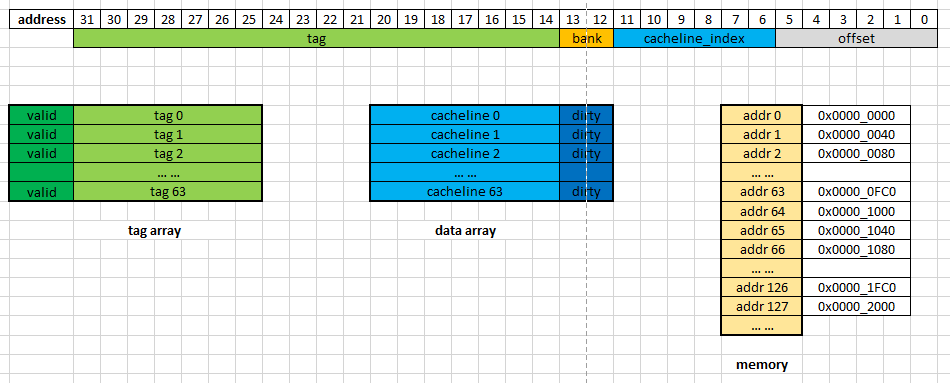 address 31 30 29 28 27 26 25 24 23 22 21 20 19 18 17 16 15 14 13 12 11 10 9 8 7 6 5 4 3 2 1 0
tag bank cacheline_index offset
valid tag 0 cacheline 0 dirty addr 0 0x0000_0000
valid tag 1 cacheline 1 dirty addr 1 0x0000_0040
valid tag 2 cacheline 2 dirty addr 2 0x0000_0080
... ... ... ... ... ...
valid tag 63 cacheline 63 dirty addr 63 0x0000_0FC0
addr 64 0x0000_1000
tag array data array addr 65 0x0000_1040
addr 66 0x0000_1080
... ...
addr 126 0x0000_1FC0
addr 127 0x0000_2000
... ...
memory